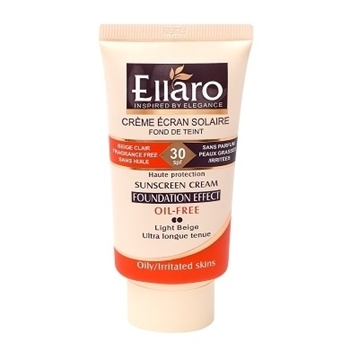 Ellaro
INSPIRED BY ELEGANCE
CRÈME ÉCRAN SOLAIRE
FOND DE TEINT
BEIGE CLAIR
FRAGRANCE FREE
SANS HUILE
30
spf
SANS PARFUM
PEAUX GRASSES
/IRRITÉES
Haute protection
SUNSCREEN CREAM
FOUNDATION EFFECT
OIL-FREE
Light Beige
Ultra longue tenue
Oily/Irritated skins